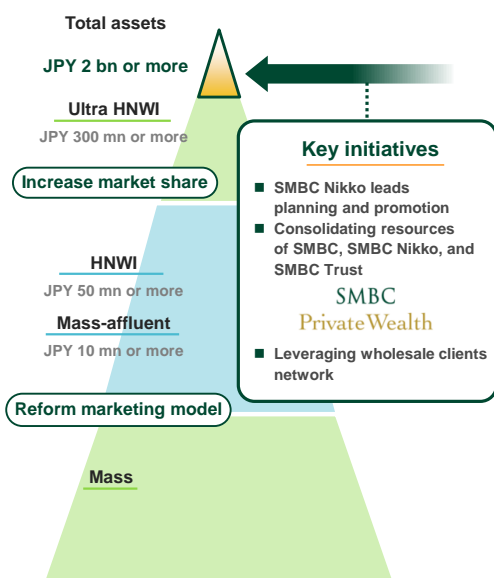 Total assets
JPY 2 bn or more
Ultra HNWI
JPY 300 mn or more
Increase market share
HNWI
JPY 50 mn or more
Mass-affluent
JPY 10 mn or more
Reform marketing model
Mass
Key initiatives
SMBC Nikko leads
planning and promotion
Consolidating resources
of SMBC, SMBC Nikko, and
SMBC Trust
SMBC
PrivateWealth
Leveraging wholesale clients
network